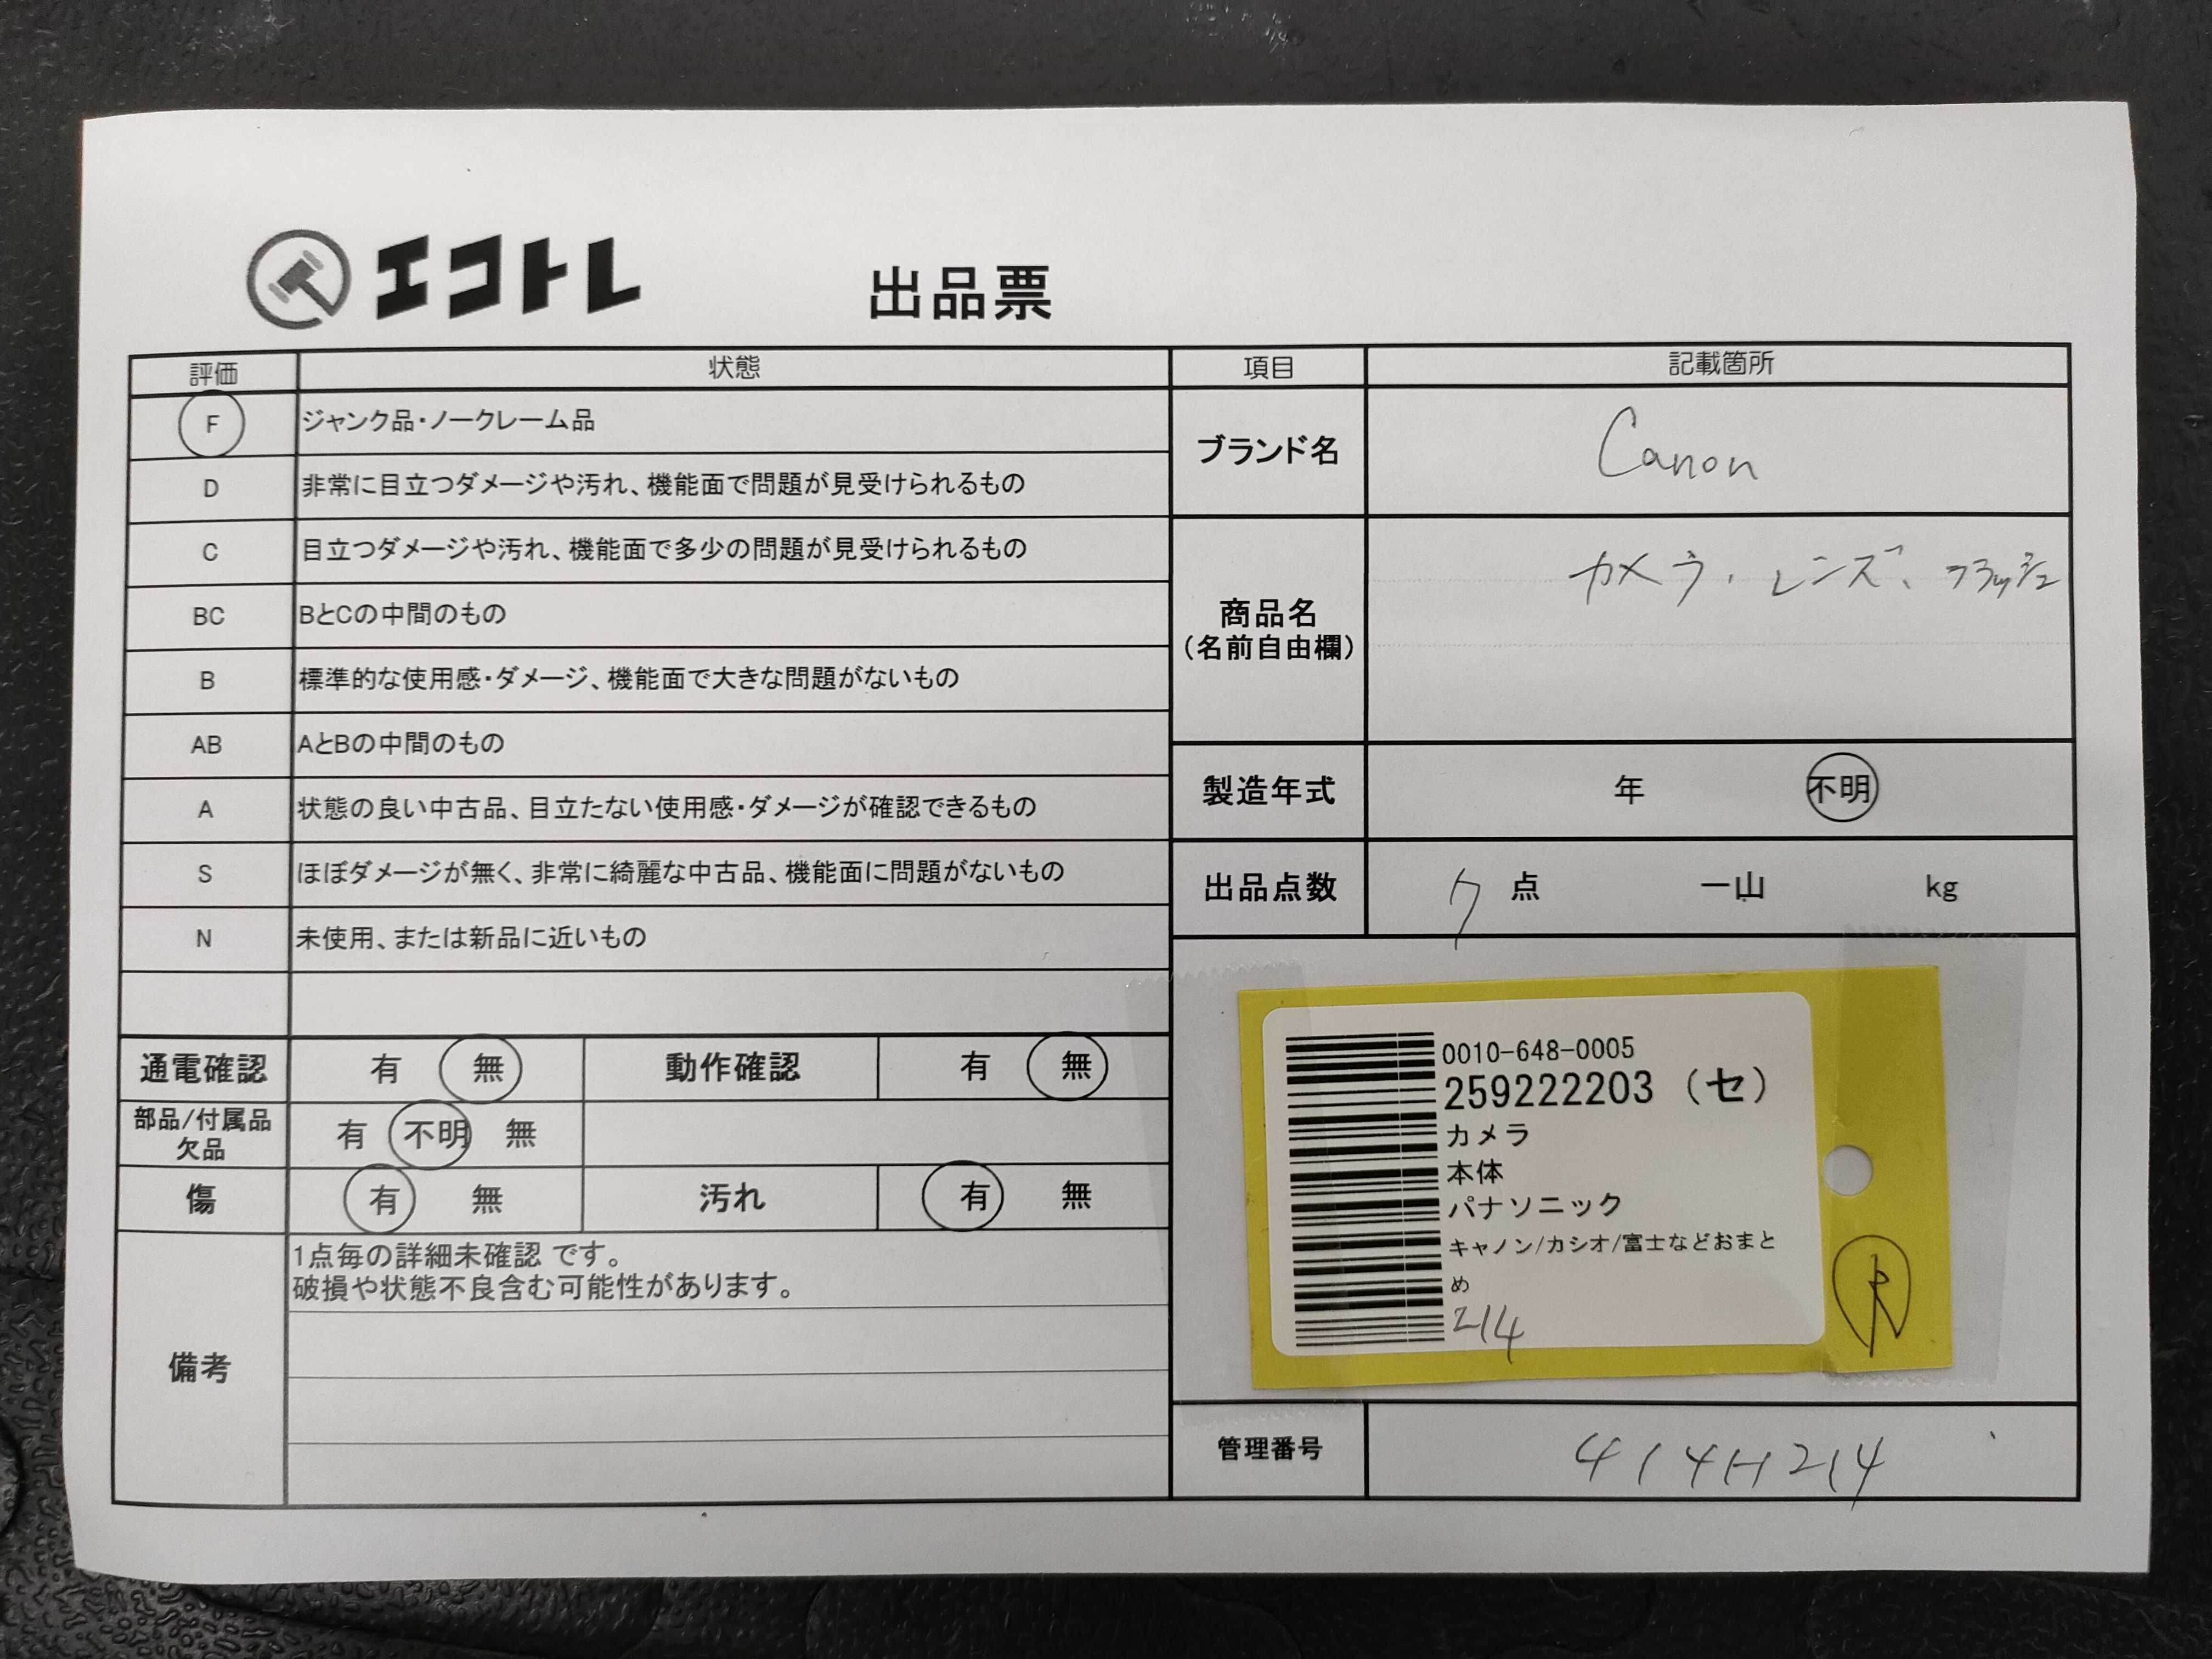 エコトレ
出品票
評価 状態 項目 記載箇所
F ジャンク品・ノークレーム品
D 非常に目立つダメージや汚れ、機能面で問題が見受けられるもの
C 目立つダメージや汚れ、機能面で多少の問題が見受けられるもの
BC BとCの中間のもの
B 標準的な使用感・ダメージ、機能面で大きな問題がないもの
AB AとBの中間のもの
A 状態の良い中古品、目立たない使用感・ダメージが確認できるもの
S ほぼダメージが無く、非常に綺麗な中古品、機能面に問題がないもの
N 未使用、または新品に近いもの
通電確認 有 無 動作確認 有 無
部品/付属品
欠品 有 不明 無
傷 有 無 汚れ 有 無
備考
1点毎の詳細未確認 です。
破損や状態不良含む可能性があります。
ブランド名 Canon
商品名
(名前自由欄)
カメラ、レンズ、フラッシュ
製造年式 年 不明
出品点数 7 点 一山 kg
0010-648-0005
259222203 (セ)
カメラ
本体
パナソニック
キャノン/カシオ/富士などおまと
め
214
管理番号 414H214